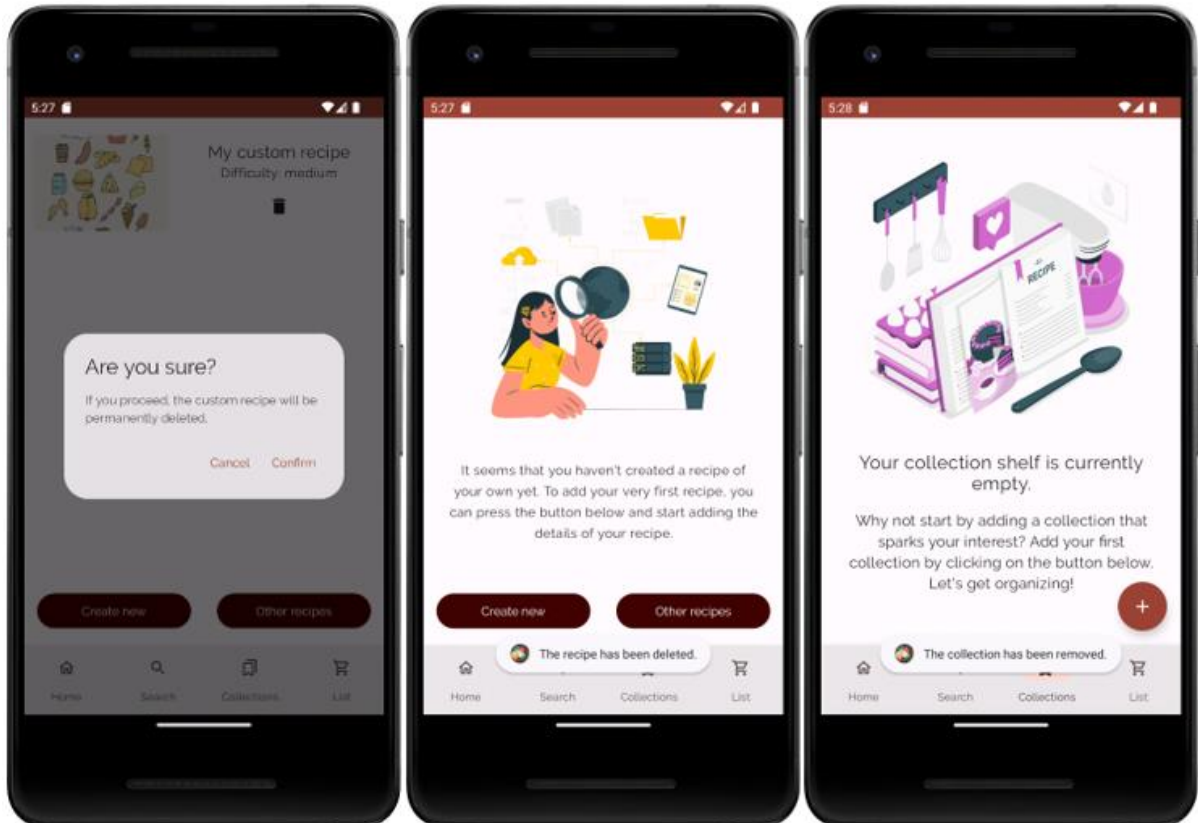 5:27
My custom recipe
Difficulty: medium
Are you sure?
If you proceed, the custom recipe will be
permanently deleted.
Cancel Confirm
Create new Other recipes
Home Search Collections List
5:27
It seems that you haven't created a recipe of
your own yet. To add your very first recipe, you
can press the button below and start adding the
details of your recipe.
Create new Other recipes
The recipe has been deleted.
Home Search Collections List
5:28
RECIPE
Your collection shelf is currently
empty.
Why not start by adding a collection that
sparks your interest? Add your first
collection by clicking on the button below.
Let's get organizing!
+
The collection has been removed.
Home Search Collections List